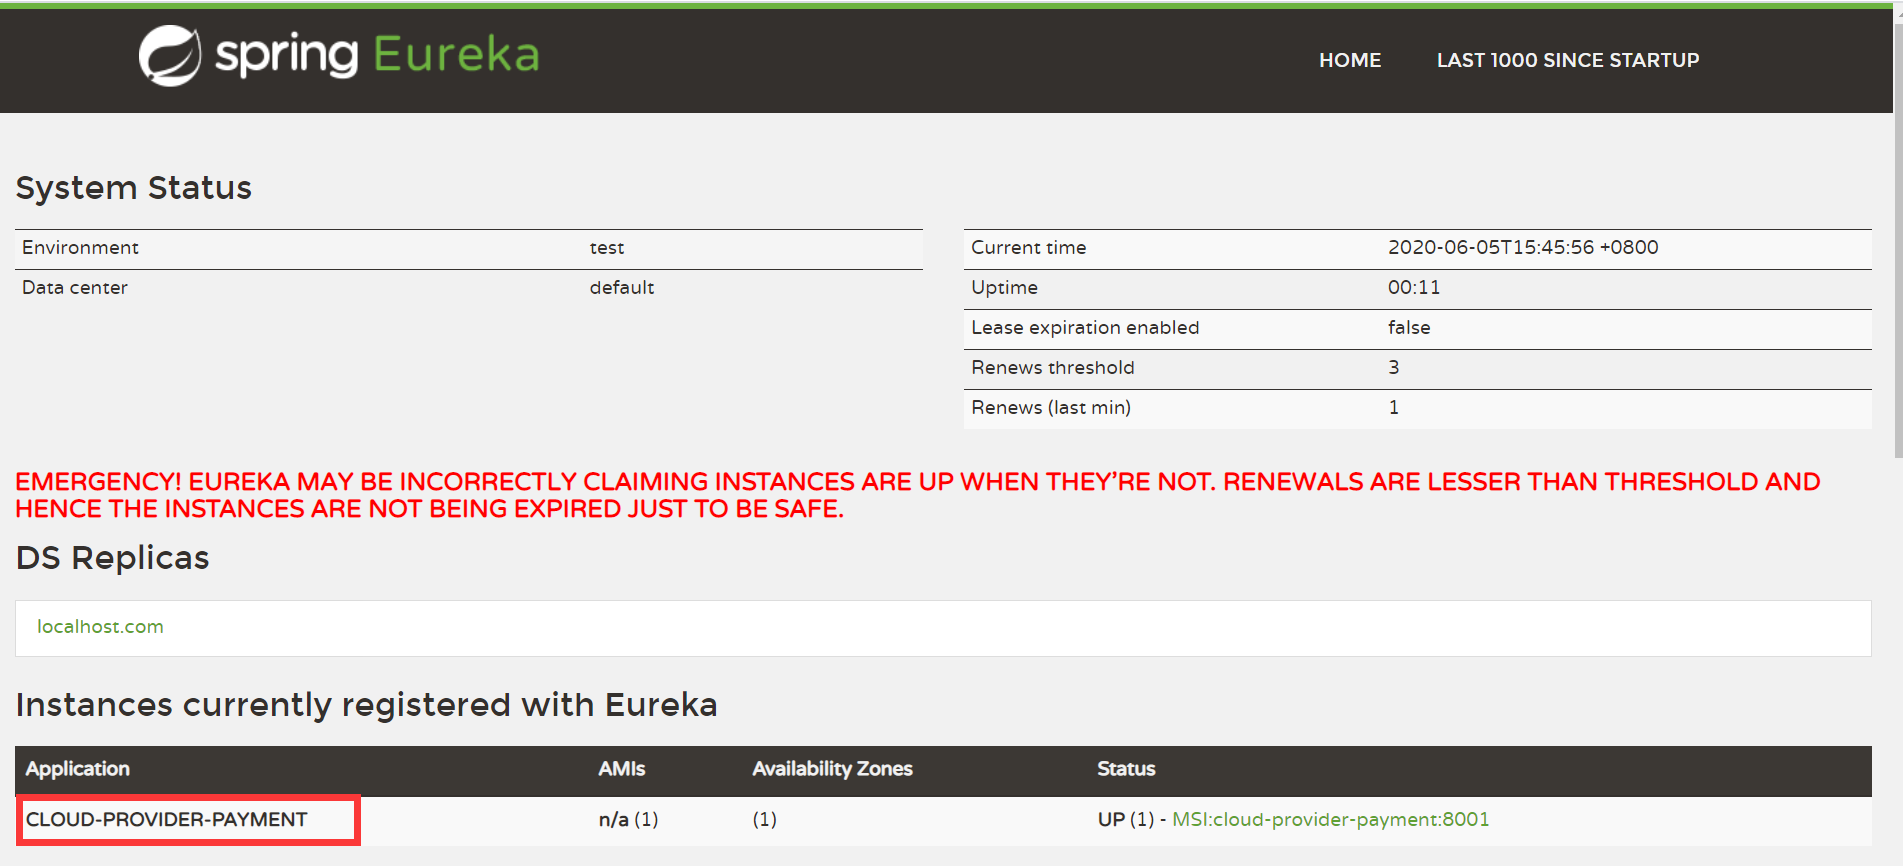 spring Eureka
HOME LAST 1000 SINCE STARTUP
System Status
Environment test
Data center default
Current time 2020-06-05T15:45:56 +0800
Uptime 00:11
Lease expiration enabled false
Renews threshold 3
Renews (last min) 1
EMERGENCY! EUREKA MAY BE INCORRECTLY CLAIMING INSTANCES ARE UP WHEN THEY'RE NOT. RENEWALS ARE LESSER THAN THRESHOLD AND
HENCE THE INSTANCES ARE NOT BEING EXPIRED JUST TO BE SAFE.
DS Replicas
localhost.com
Instances currently registered with Eureka
Application AMIs Availability Zones Status
CLOUD-PROVIDER-PAYMENT n/a (1) (1) UP (1) - MSI:cloud-provider-payment:8001